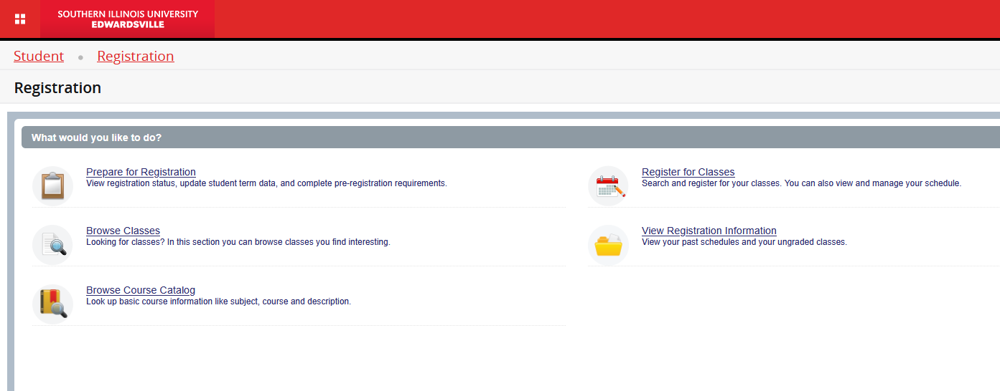 SOUTHERN ILLINOIS UNIVERSITY
EDWARDSVILLE
Student • Registration
Registration
What would you like to do?
Prepare for Registration
View registration status, update student term data, and complete pre-registration requirements.
Register for Classes
Search and register for your classes. You can also view and manage your schedule.
Browse Classes
Looking for classes? In this section you can browse classes you find interesting.
View Registration Information
View your past schedules and your ungraded classes.
Browse Course Catalog
Look up basic course information like subject, course and description.